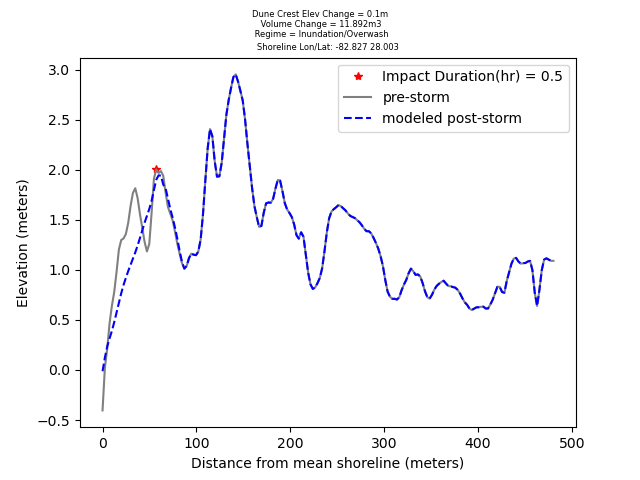 Dune Crest Elev Change = 0.1m
Volume Change = 11.892m3
Regime = Inundation/Overwash
Shoreline Lon/Lat: -82.827 28.003
Impact Duration(hr) = 0.5
pre-storm
modeled post-storm
Elevation (meters)
3.0
2.5
2.0
1.5
1.0
0.5
0.0
−0.5
0 100 200 300 400 500
Distance from mean shoreline (meters)